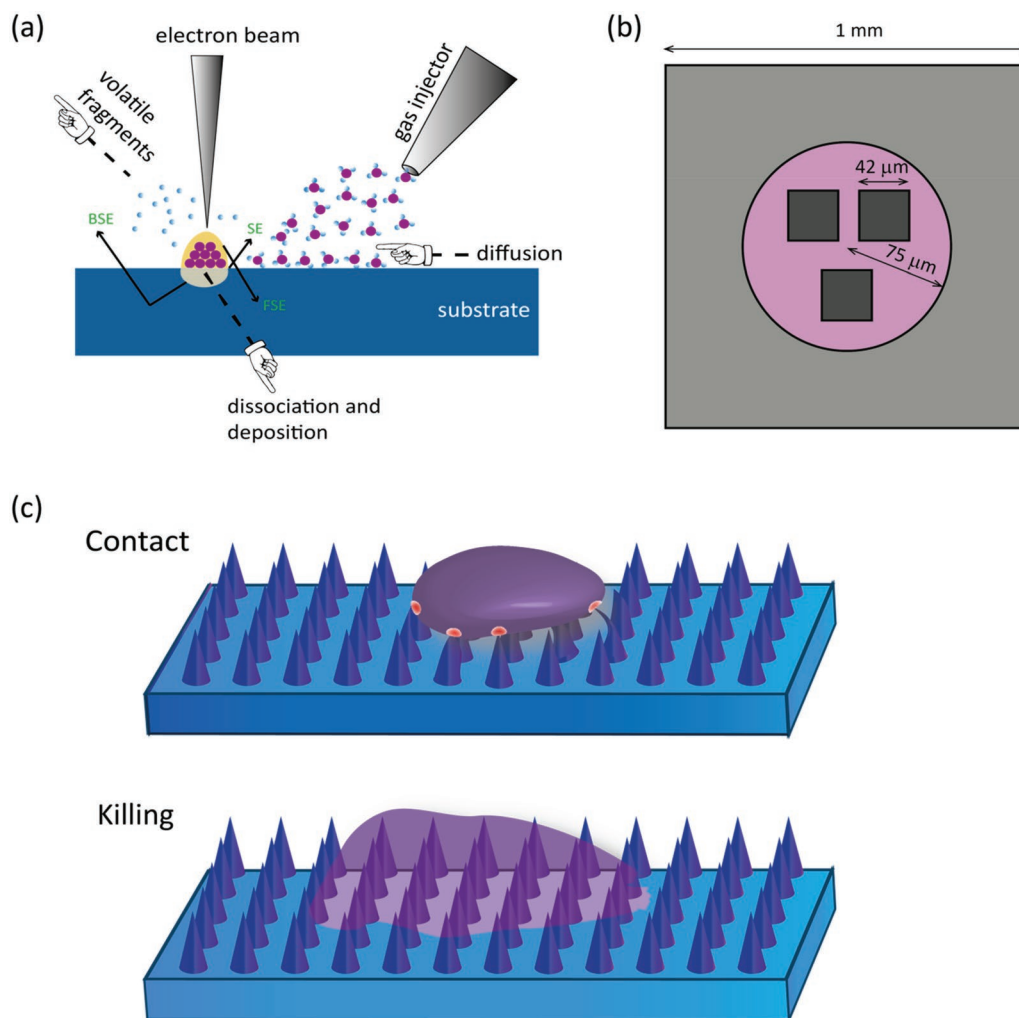 (a)
electron beam
volatile
fragments
gas injector
BSE
SE
diffusion
FSE
substrate
dissociation and
deposition
(b)
1 mm
42 μm
75 μm
(c)
Contact
Killing